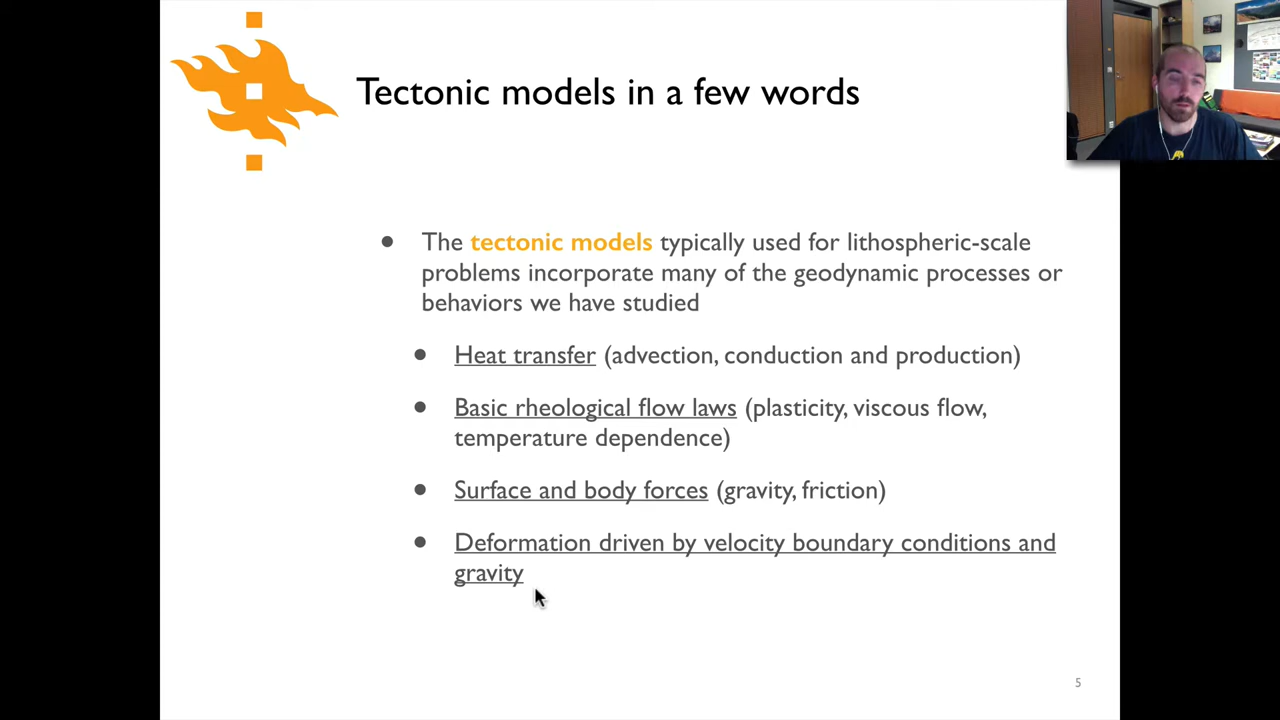 Tectonic models in a few words
The tectonic models typically used for lithospheric-scale
problems incorporate many of the geodynamic processes or
behaviors we have studied
Heat transfer (advection, conduction and production)
Basic rheological flow laws (plasticity, viscous flow,
temperature dependence)
Surface and body forces (gravity, friction)
Deformation driven by velocity boundary conditions and
gravity
5